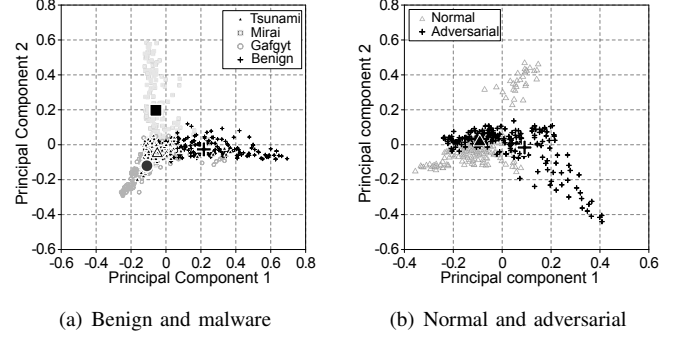 0.8
0.6
0.4
0.2
0
-0.2
-0.4
-0.6
Principal Component 2
-0.6 -0.4 -0.2 0 0.2 0.4 0.6 0.8
Principal Component 1
Tsunami
Mirai
Gafgyt
Benign
(a) Benign and malware
0.8
0.6
0.4
0.2
0
-0.2
-0.4
-0.6
Principal component 2
-0.4 -0.2 0 0.2 0.4 0.6
Principal component 1
Normal
Adversarial
(b) Normal and adversarial